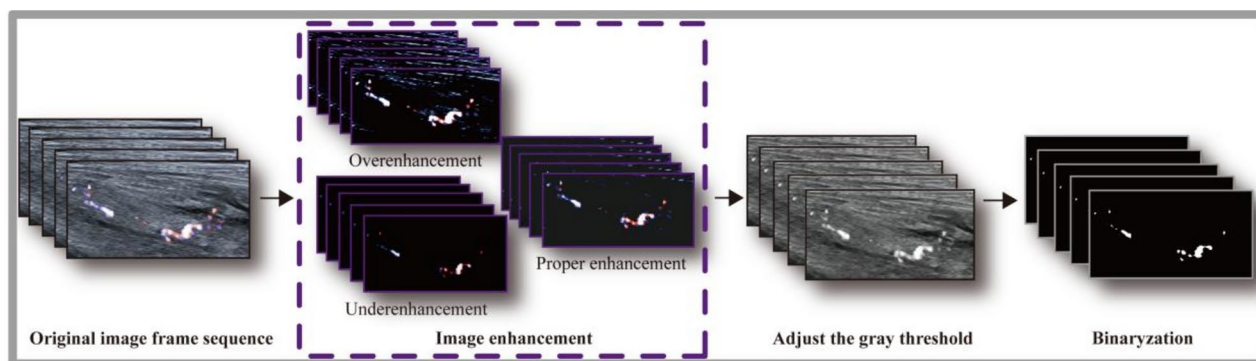 Overenhancement
Proper enhancement
Underenhancement
Original image frame sequence
Image enhancement
Adjust the gray threshold
Binaryzation